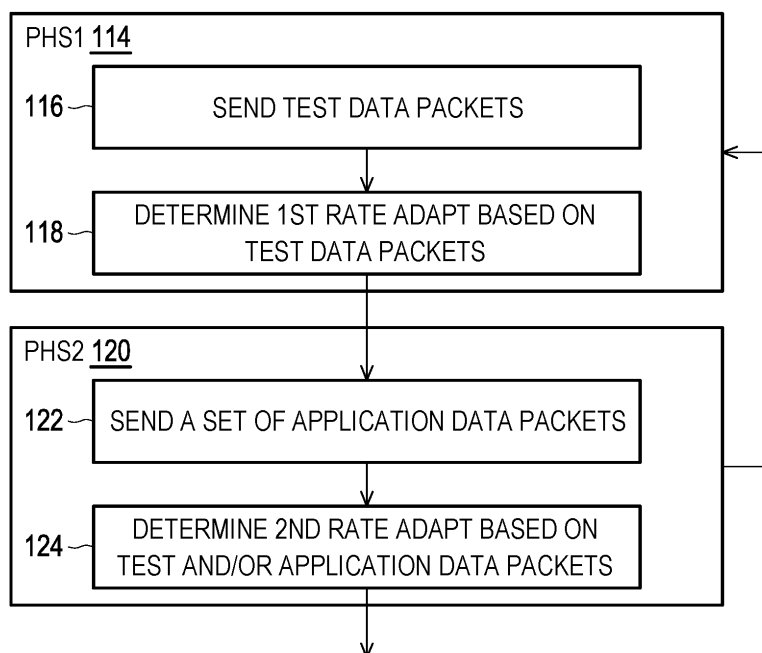 PHS1 114
116
SEND TEST DATA PACKETS
118
DETERMINE 1ST RATE ADAPT BASED ON
TEST DATA PACKETS
PHS2 120
122
SEND A SET OF APPLICATION DATA PACKETS
124
DETERMINE 2ND RATE ADAPT BASED ON
TEST AND/OR APPLICATION DATA PACKETS